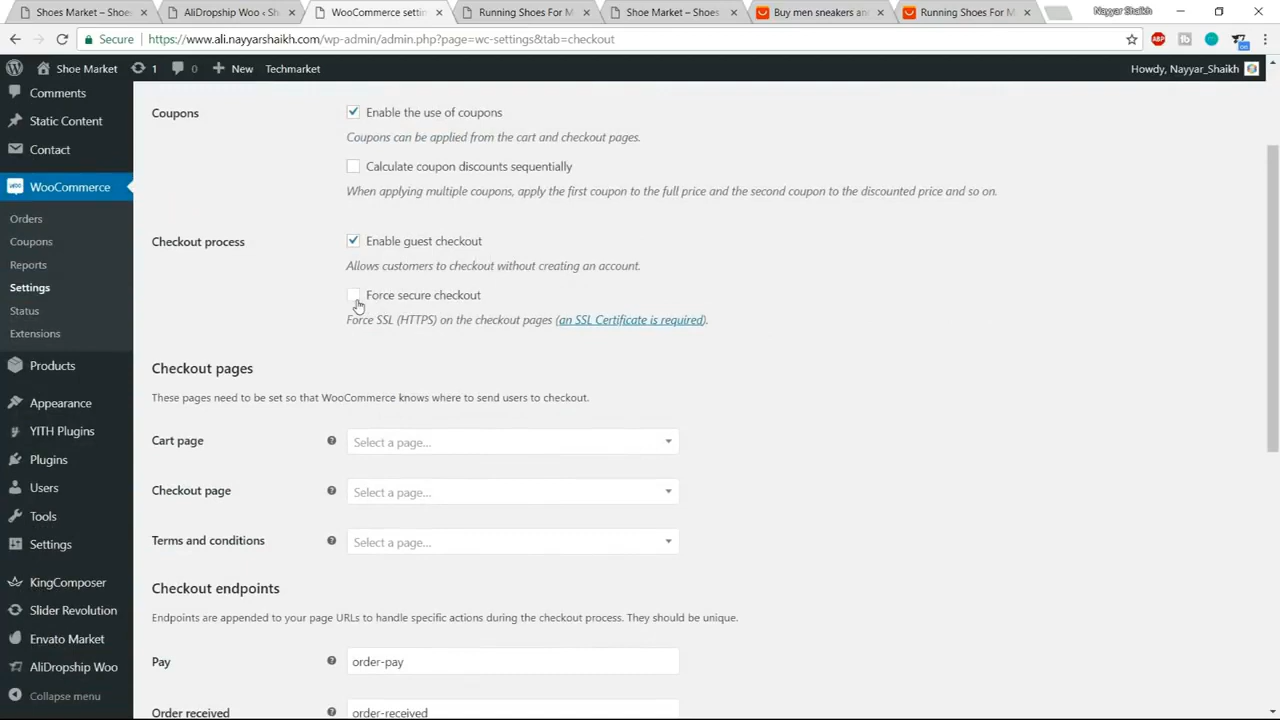 Shoes Market – Shoe
AliDropship Woo ‹ Sh
WooCommerce settin
Running Shoes For M
Shoe Market – Shoes
Buy men sneakers and
Running Shoes For M
Nayyar Shaikh
Secure
https://www.ali.nayyarshaikh.com/wp-admin/admin.php?page=wc-settings&tab=checkout
ABP
Shoe Market
1
0
New
Techmarket
Howdy, Nayyar_Shaikh
Comments
Static Content
Contact
WooCommerce
Orders
Coupons
Reports
Settings
Status
Extensions
Products
Appearance
YITH Plugins
Plugins
Users
Tools
Settings
KingComposer
Slider Revolution
Envato Market
AliDropship Woo
Collapse menu
Coupons
Enable the use of coupons
Coupons can be applied from the cart and checkout pages.
Calculate coupon discounts sequentially
When applying multiple coupons, apply the first coupon to the full price and the second coupon to the discounted price and so on.
Checkout process
Enable guest checkout
Allows customers to checkout without creating an account.
Force secure checkout
Force SSL (HTTPS) on the checkout pages (an SSL Certificate is required).
Checkout pages
These pages need to be set so that WooCommerce knows where to send users to checkout.
Cart page
Select a page...
Checkout page
Select a page...
Terms and conditions
Select a page...
Checkout endpoints
Endpoints are appended to your page URLs to handle specific actions during the checkout process. They should be unique.
Pay
order-pay
Order received
order-received